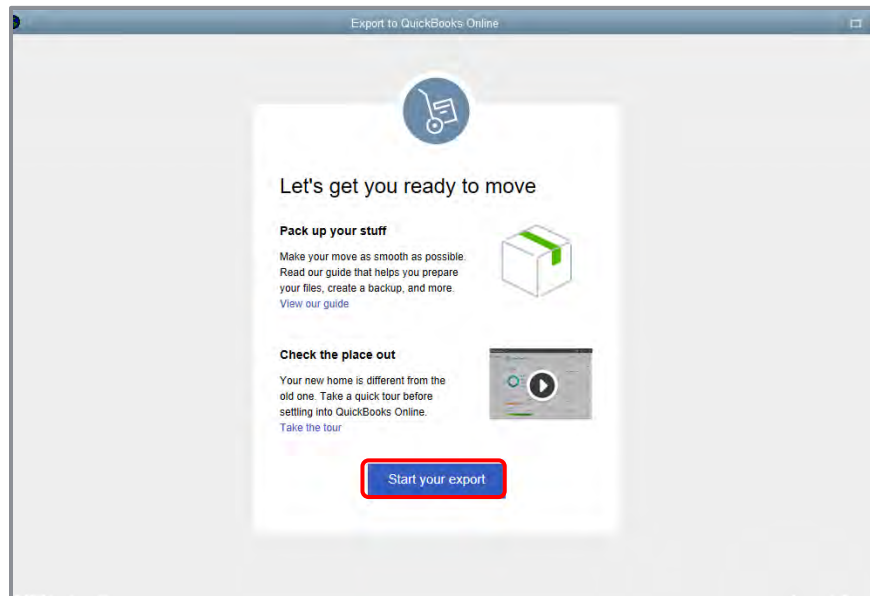 Export to QuickBooks Online
Let's get you ready to move
Pack up your stuff
Make your move as smooth as possible.
Read our guide that helps you prepare
your files, create a backup, and more.
View our guide
Check the place out
Your new home is different from the
old one. Take a quick tour before
settling into QuickBooks Online.
Take the tour
Start your export